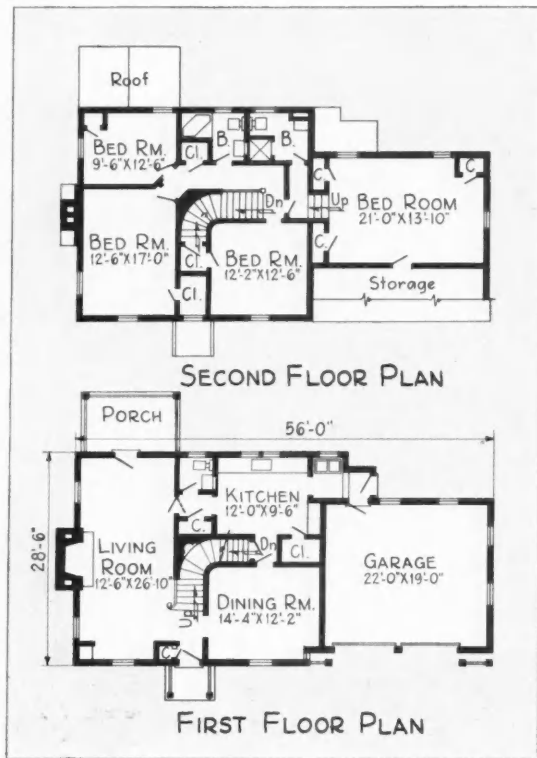 Roof
BED RM.
9'-6"X12'-6"
Cl.
B.
B.
Dn
Up
C.
C.
BED ROOM
21'-0"X13'-10"
C.
BED RM.
12'-6"X17'-0"
Cl.
BED RM.
12'-2"X12'-6"
Cl.
Storage
SECOND FLOOR PLAN
PORCH
56'-0"
28'-6"
KITCHEN
12'-0"X9'-6"
C.
Dn
Cl.
LIVING
ROOM
12'-6"X26'-10"
Up
DINING RM.
14'-4"X12'-2"
GARAGE
22'-0"X19'-0"
C.
FIRST FLOOR PLAN